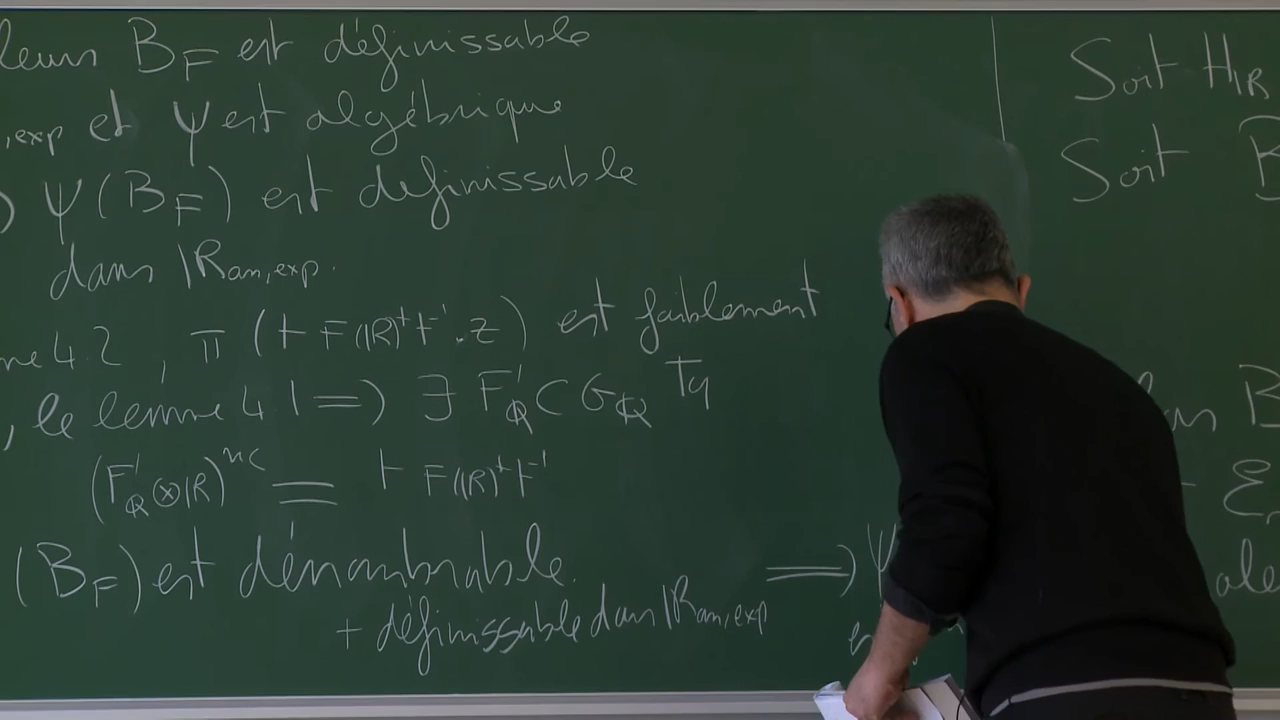 leurs B_F est définissable
,exp et ψ est algébrique
) ψ(B_F) est définissable
dans ℝ_an,exp.
me 4.2, π(t F(ℝ)⁺t⁻¹.z) est faiblement
, le lemme 4 1 ⇒ ∃ F'_ℚ ⊂ G_ℚ Tq
(F'_ℚ ⊗ ℝ)^nc = t F(ℝ)⁺t⁻¹
(B_F) est dénombrable.
+ définissable dans ℝ_an,exp ⇒ ψ
Soit H_ℝ
Soit B
B